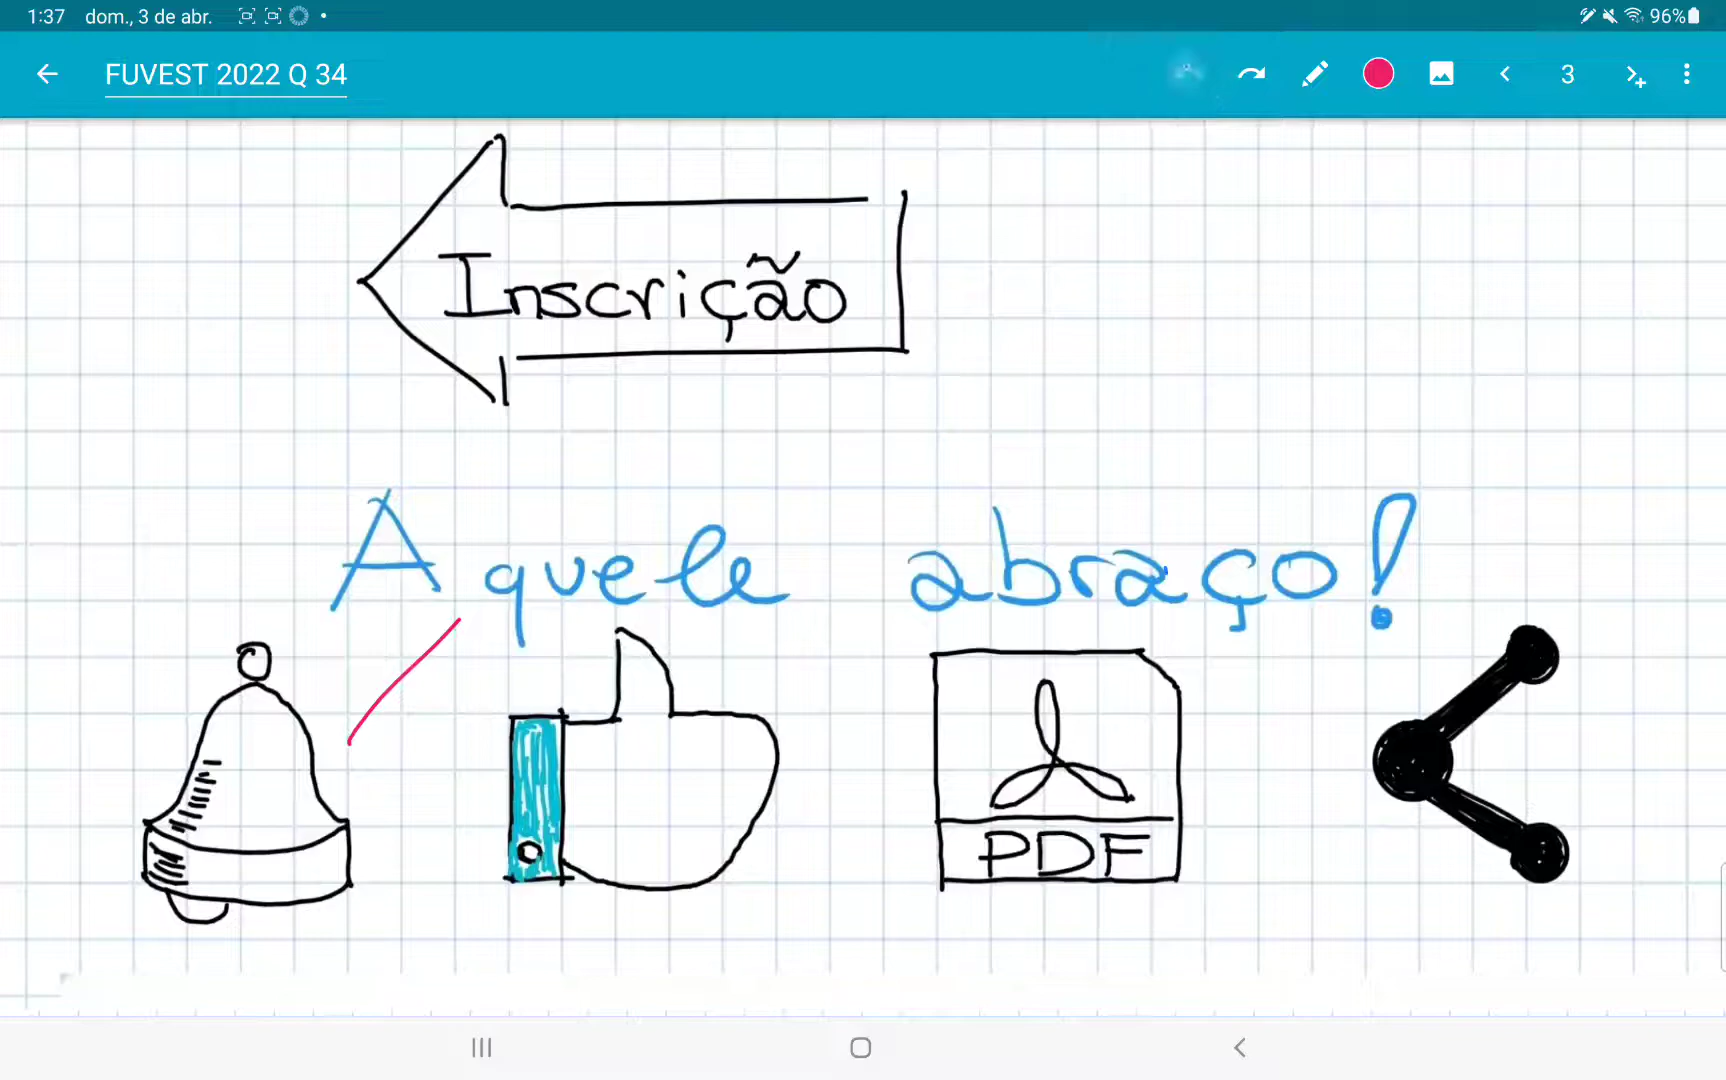 1:37 dom., 3 de abr. 96%
FUVEST 2022 Q 34 3
Inscrição
Aquele abraço!
PDF